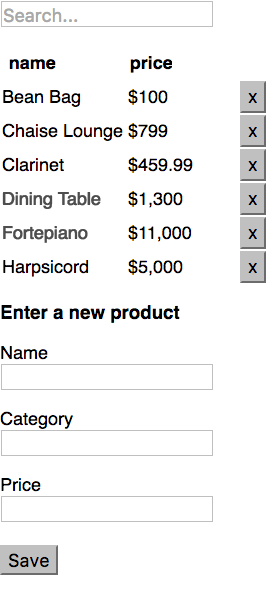 Search...
name price
Bean Bag $100 x
Chaise Lounge $799 x
Clarinet $459.99 x
Dining Table $1,300 x
Fortepiano $11,000 x
Harpsicord $5,000 x
Enter a new product
Name
Category
Price
Save